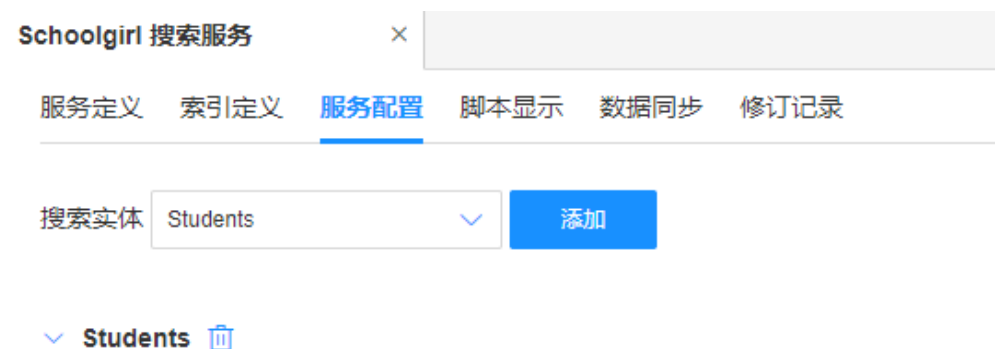 Schoolgirl 搜索服务 ×
服务定义 索引定义 服务配置 脚本显示 数据同步 修订记录
搜索实体 Students 添加
Students